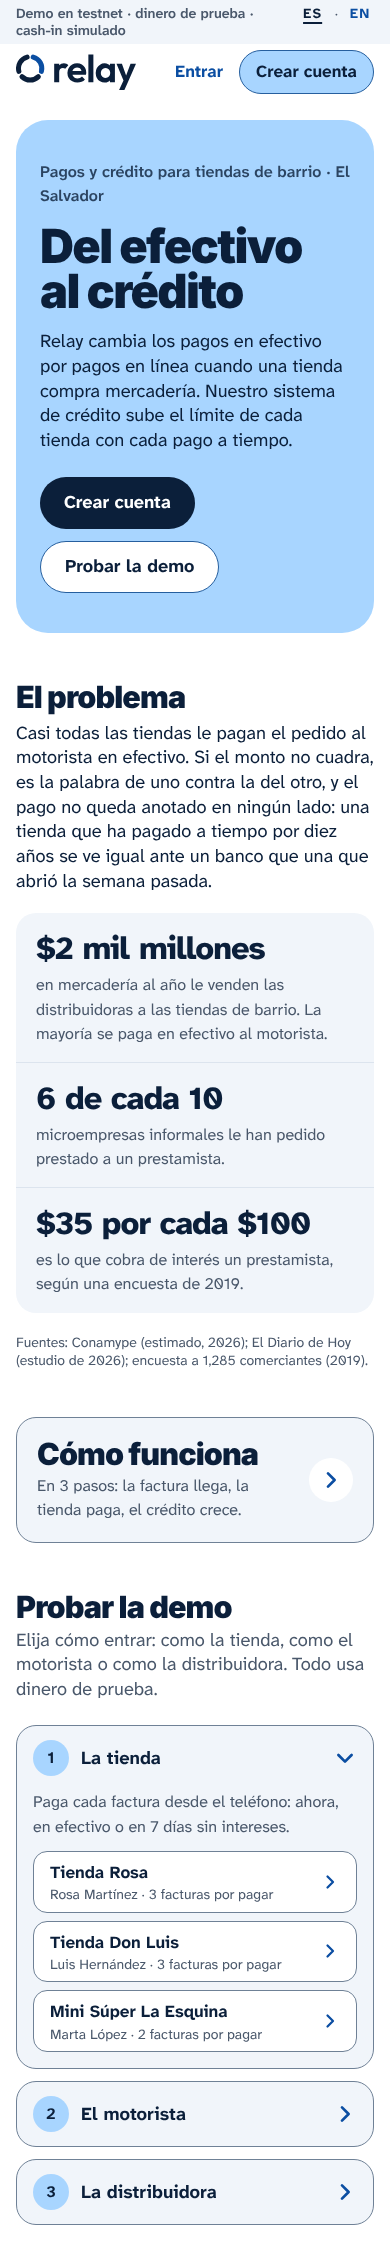 Demo en testnet · dinero de prueba · cash-in simulado
ES · EN
relay
Entrar
Crear cuenta
Pagos y crédito para tiendas de barrio · El Salvador
Del efectivo
al crédito
Relay cambia los pagos en efectivo
por pagos en línea cuando una tienda
compra mercadería. Nuestro sistema
de crédito sube el límite de cada
tienda con cada pago a tiempo.
Crear cuenta
Probar la demo
El problema
Casi todas las tiendas le pagan el pedido al
motorista en efectivo. Si el monto no cuadra,
es la palabra de uno contra la del otro, y el
pago no queda anotado en ningún lado: una
tienda que ha pagado a tiempo por diez
años se ve igual ante un banco que una que
abrió la semana pasada.
$2 mil millones
en mercadería al año le venden las
distribuidoras a las tiendas de barrio. La
mayoría se paga en efectivo al motorista.
6 de cada 10
microempresas informales le han pedido
prestado a un prestamista.
$35 por cada $100
es lo que cobra de interés un prestamista,
según una encuesta de 2019.
Fuentes: Conamype (estimado, 2026); El Diario de Hoy
(estudio de 2026); encuesta a 1,285 comerciantes (2019).
Cómo funciona
En 3 pasos: la factura llega, la
tienda paga, el crédito crece.
Probar la demo
Elija cómo entrar: como la tienda, como el
motorista o como la distribuidora. Todo usa
dinero de prueba.
1 La tienda
Paga cada factura desde el teléfono: ahora,
en efectivo o en 7 días sin intereses.
Tienda Rosa
Rosa Martínez · 3 facturas por pagar
Tienda Don Luis
Luis Hernández · 3 facturas por pagar
Mini Súper La Esquina
Marta López · 2 facturas por pagar
2 El motorista
3 La distribuidora